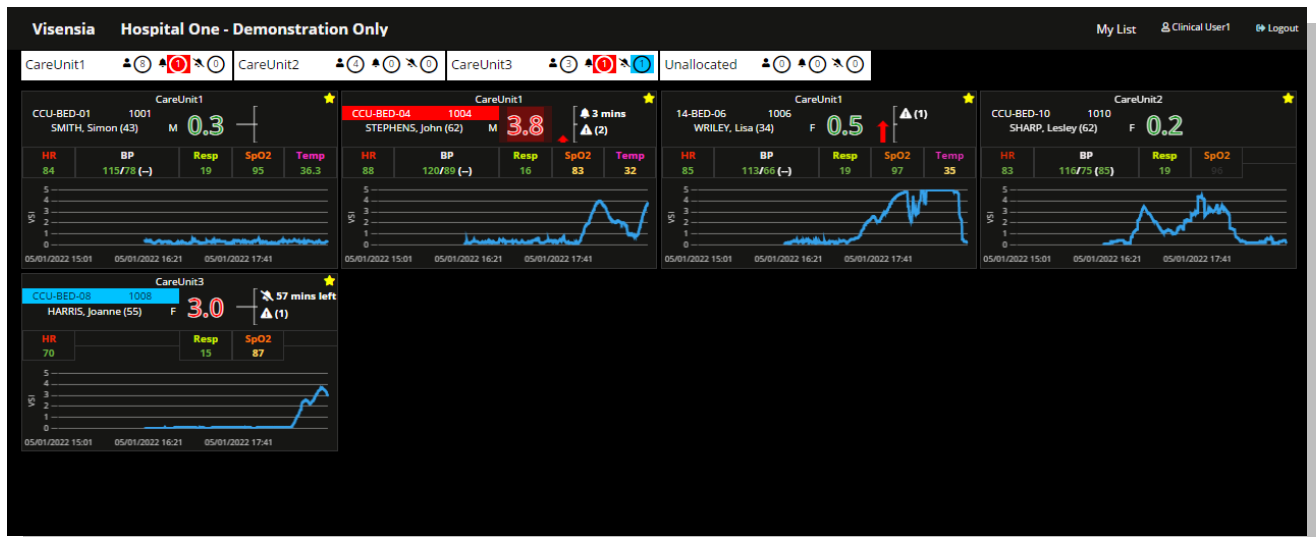 Visensia Hospital One - Demonstration Only My List Clinical User1 Logout
CareUnit1 8 1 0 CareUnit2 4 0 0 CareUnit3 3 1 1 Unallocated 0 0 0
CareUnit1
CCU-BED-01 1001
SMITH, Simon (43) M 0.3
HR BP Resp SpO2 Temp
84 115/78 (--) 19 95 36.3
5
4
3
2
1
0
VSI
05/01/2022 15:01 05/01/2022 16:21 05/01/2022 17:41
CareUnit1
CCU-BED-04 1004 3 mins
STEPHENS, John (62) M 3.8 (2)
HR BP Resp SpO2 Temp
88 120/89 (--) 16 83 32
5
4
3
2
1
0
VSI
05/01/2022 15:01 05/01/2022 16:21 05/01/2022 17:41
CareUnit1
14-BED-06 1006 (1)
WRILEY, Lisa (34) F 0.5
HR BP Resp SpO2 Temp
85 113/66 (--) 19 97 35
5
4
3
2
1
0
VSI
05/01/2022 15:01 05/01/2022 16:21 05/01/2022 17:41
CareUnit2
CCU-BED-10 1010
SHARP, Lesley (62) F 0.2
HR BP Resp SpO2
83 116/75 (85) 19 96
5
4
3
2
1
0
VSI
05/01/2022 15:01 05/01/2022 16:21 05/01/2022 17:41
CareUnit3
CCU-BED-08 1008 57 mins left
HARRIS, Joanne (55) F 3.0 (1)
HR Resp SpO2
70 15 87
5
4
3
2
1
0
VSI
05/01/2022 15:01 05/01/2022 16:21 05/01/2022 17:41